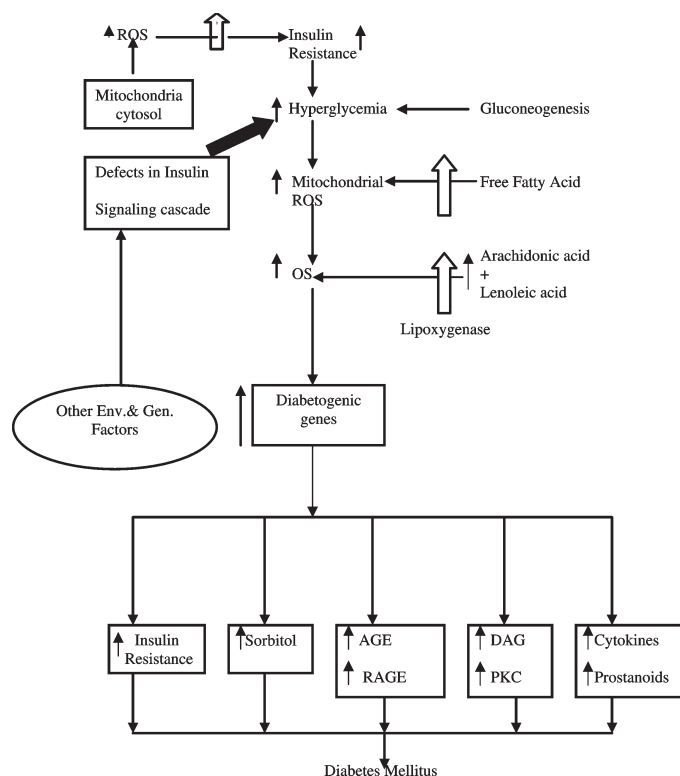 ROS
Insulin
Resistance
Mitochondria
cytosol
Hyperglycemia
Gluconeogenesis
Defects in Insulin
Signaling cascade
Mitochondrial
ROS
Free Fatty Acid
OS
Arachidonic acid
+
Lenoleic acid
Lipoxygenase
Other Env.& Gen.
Factors
Diabetogenic
genes
Insulin
Resistance
Sorbitol
AGE
RAGE
DAG
PKC
Cytokines
Prostanoids
Diabetes Mellitus